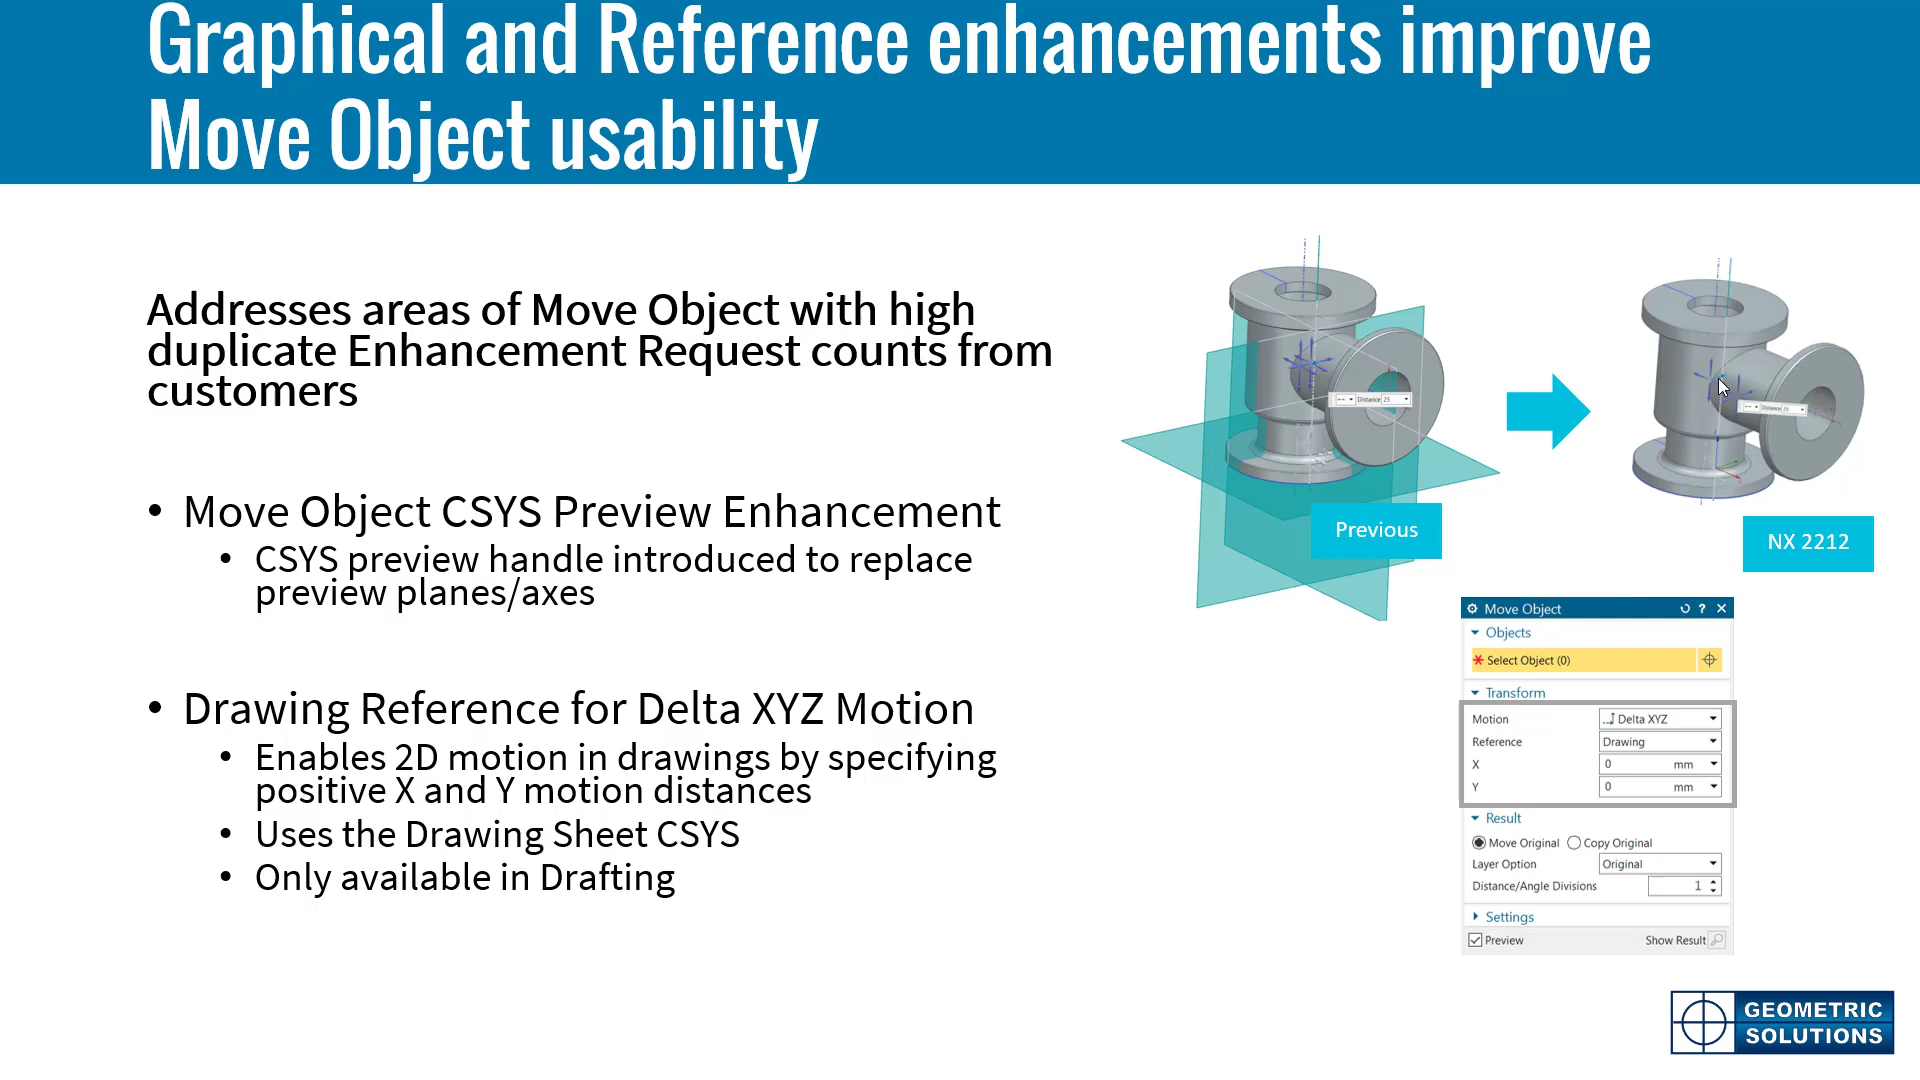 Graphical and Reference enhancements improve
Move Object usability
Addresses areas of Move Object with high
duplicate Enhancement Request counts from
customers
• Move Object CSYS Preview Enhancement
• CSYS preview handle introduced to replace
preview planes/axes
• Drawing Reference for Delta XYZ Motion
• Enables 2D motion in drawings by specifying
positive X and Y motion distances
• Uses the Drawing Sheet CSYS
• Only available in Drafting
Distance 25
Previous
Distance 25
NX 2212
Move Object ? ×
Objects
* Select Object (0)
Transform
Motion Delta XYZ
Reference Drawing
X 0 mm
Y 0 mm
Result
Move Original Copy Original
Layer Option Original
Distance/Angle Divisions 1
Settings
Preview Show Result
GEOMETRIC
SOLUTIONS